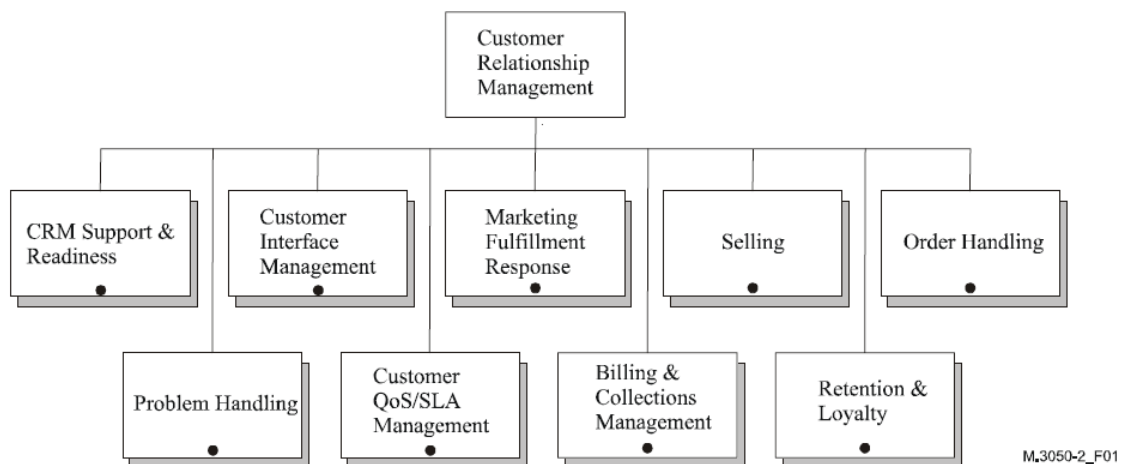 Customer
Relationship
Management
CRM Support &
Readiness
Customer
Interface
Management
Marketing
Fulfillment
Response
Selling
Order Handling
Problem Handling
Customer
QoS/SLA
Management
Billing &
Collections
Management
Retention &
Loyalty
M.3050-2_F01